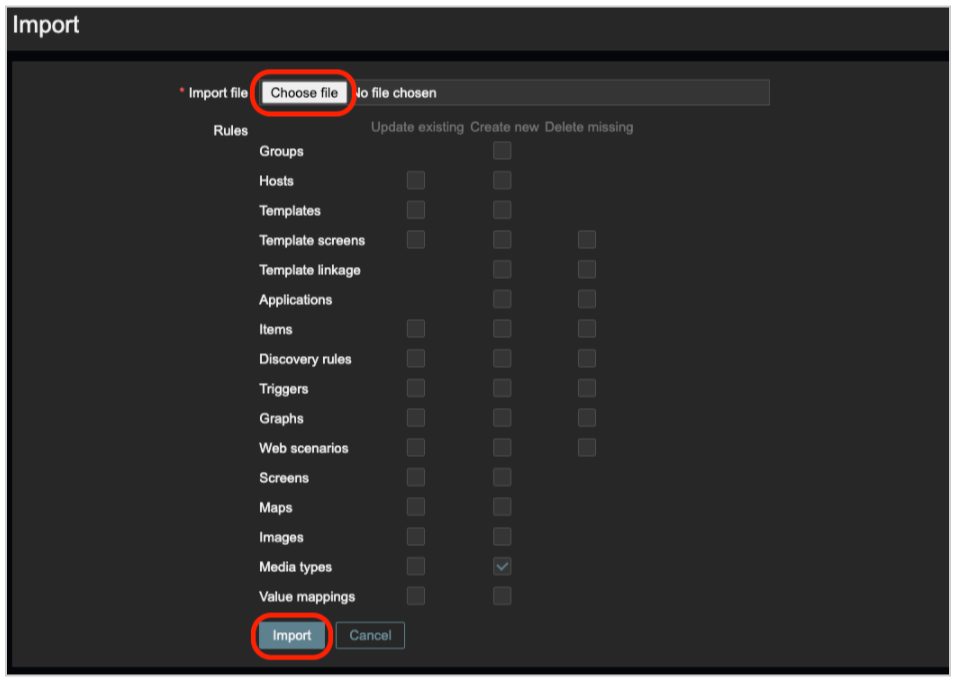 Import
* Import file Choose file No file chosen
Rules Update existing Create new Delete missing
Groups
Hosts
Templates
Template screens
Template linkage
Applications
Items
Discovery rules
Triggers
Graphs
Web scenarios
Screens
Maps
Images
Media types
Value mappings
Import Cancel